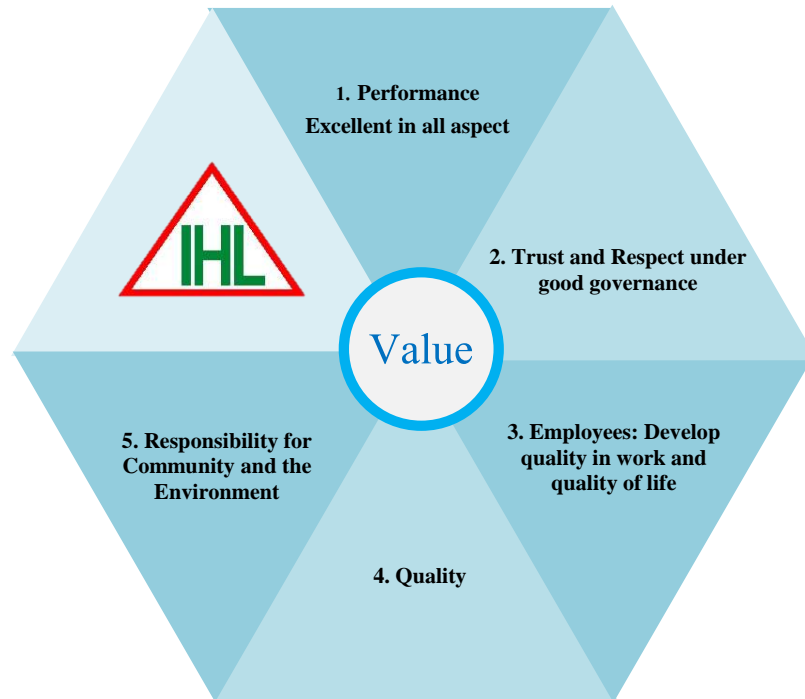 1. Performance
Excellent in all aspect
IHL
2. Trust and Respect under
good governance
Value
3. Employees: Develop
quality in work and
quality of life
5. Responsibility for
Community and the
Environment
4. Quality